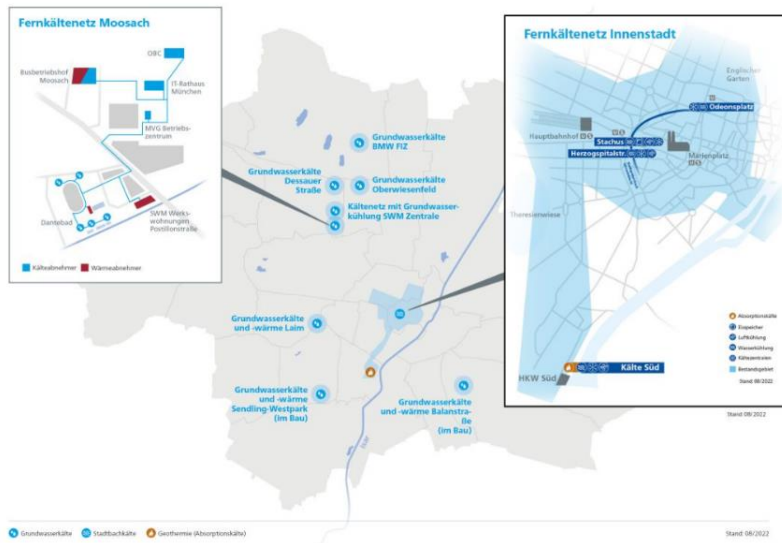 Fernkältenetz Moosach
OBC
Busbetriebshof
Moosach
IT-Rathaus
München
MVG Betriebs-
zentrum
Dantebad
SWM Werks-
wohnungen
Postillonstraße
Kälteabnehmer
Wärmeabnehmer
Grundwasserkälte
BMW FIZ
Grundwasserkälte
Dessauer
Straße
Grundwasserkälte
Oberwiesenfeld
Kältenetz mit Grundwasser-
kühlung SWM Zentrale
Grundwasserkälte
und -wärme Laim
Grundwasserkälte
und -wärme
Sendling-Westpark
(im Bau)
Grundwasserkälte
und -wärme Balanstra-
ße
(im Bau)
Isar
Fernkältenetz Innenstadt
Englischer
Garten
Odeonsplatz
Hauptbahnhof
Stachus
Herzogspitalstr.
Marienplatz
Theresienwiese
HKW Süd
Kälte Süd
Absorptionskälte
Eisspeicher
Luftkühlung
Wasserkühlung
Kältezentralen
Bestandsgebiet
Stand: 08/2022
Stand: 08/2022
Grundwasserkälte
Stadtbachkälte
Geothermie (Absorptionskälte)
Stand: 08/2022